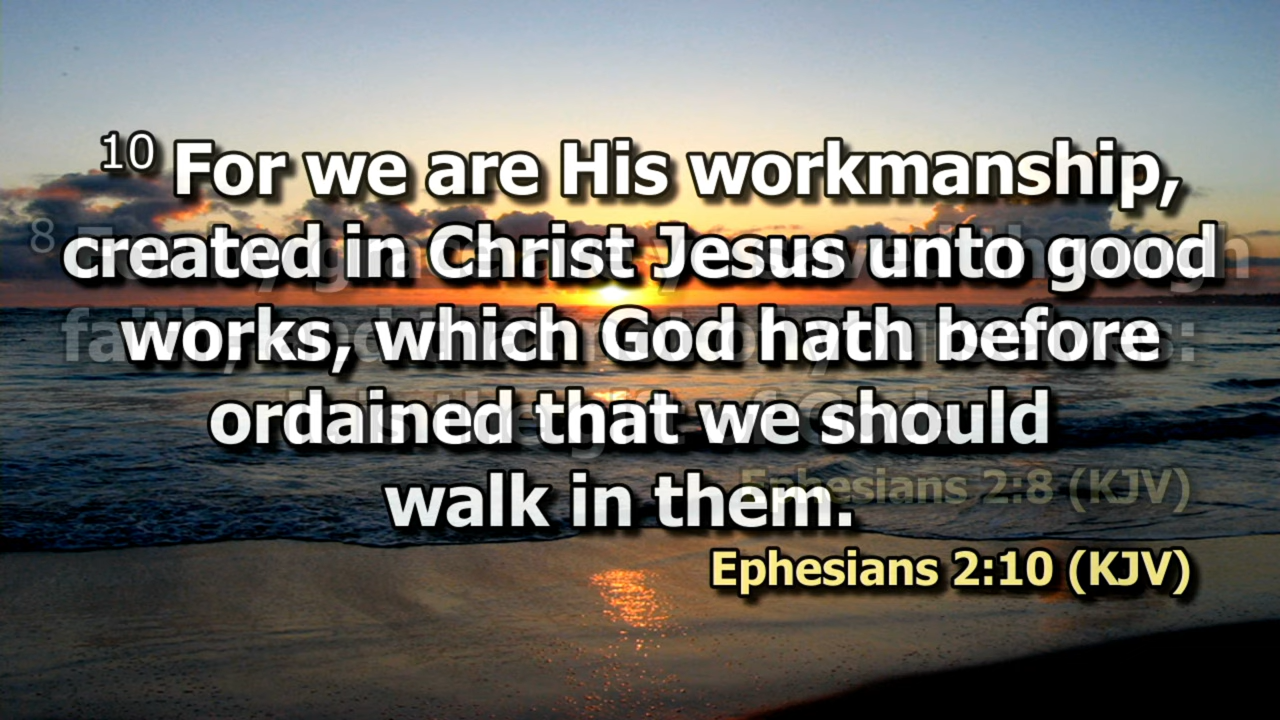 10 For we are His workmanship,
created in Christ Jesus unto good
works, which God hath before
ordained that we should
walk in them.
Ephesians 2:8 (KJV)
Ephesians 2:10 (KJV)